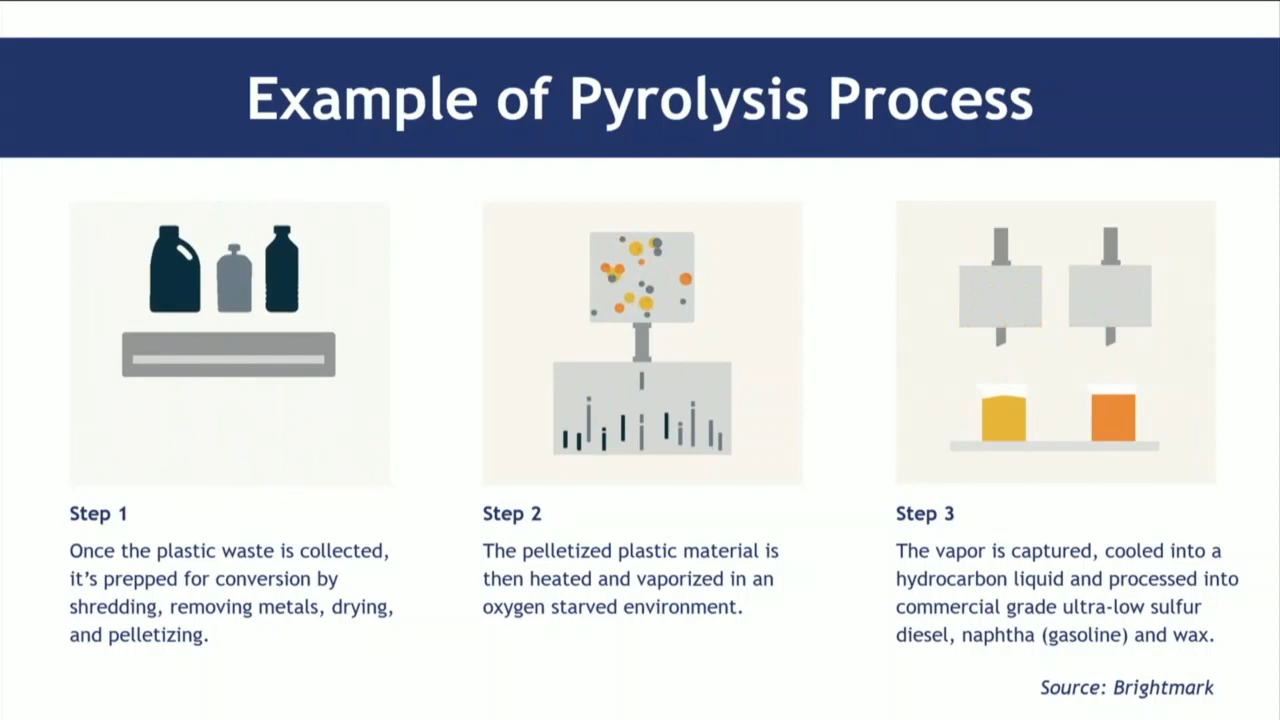 Example of Pyrolysis Process
Step 1
Once the plastic waste is collected,
it's prepped for conversion by
shredding, removing metals, drying,
and pelletizing.
Step 2
The pelletized plastic material is
then heated and vaporized in an
oxygen starved environment.
Step 3
The vapor is captured, cooled into a
hydrocarbon liquid and processed into
commercial grade ultra-low sulfur
diesel, naphtha (gasoline) and wax.
Source: Brightmark